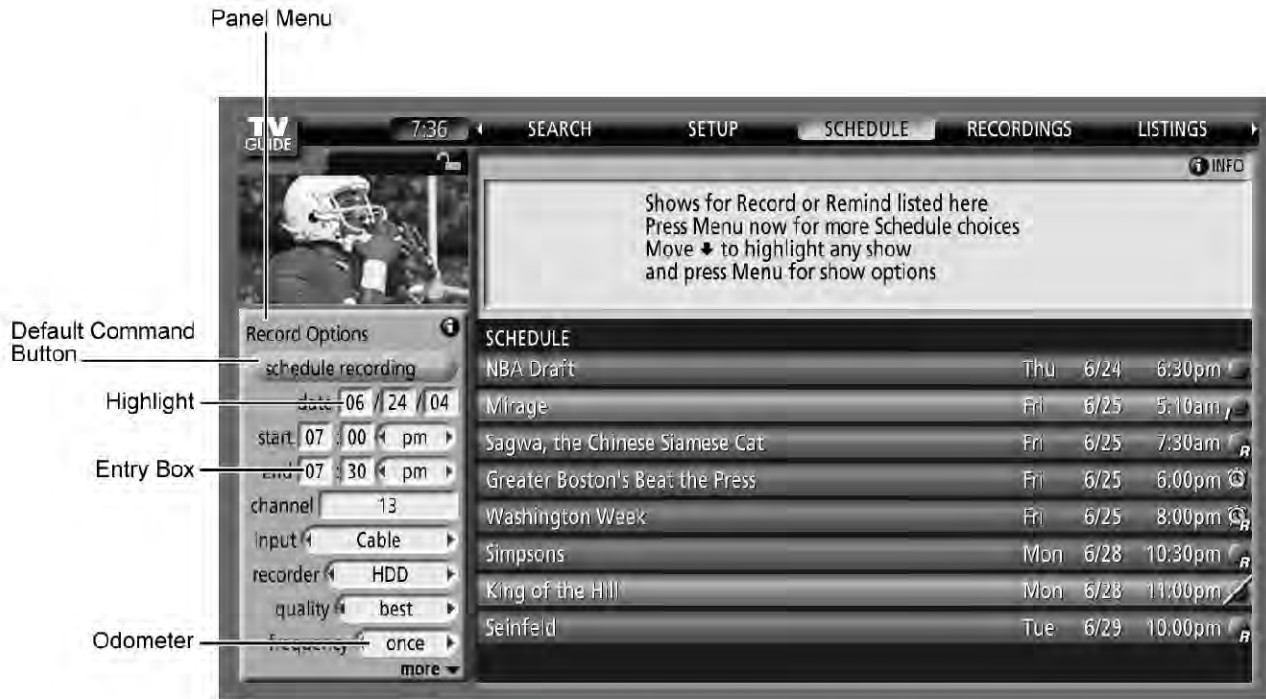 Panel Menu
TV
GUIDE
7:36
SEARCH
SETUP
SCHEDULE
RECORDINGS
LISTINGS
i INFO
Shows for Record or Remind listed here
Press Menu now for more Schedule choices
Move ↓ to highlight any show
and press Menu for show options
Default Command
Button
Highlight
Entry Box
Odometer
Record Options i
schedule recording
date 06 / 24 / 04
start 07 : 00 pm
end 07 : 30 pm
channel 13
input Cable
recorder HDD
quality best
frequency once
more
SCHEDULE
NBA Draft Thu 6/24 6:30pm
Mirage Fri 6/25 5:10am
Sagwa, the Chinese Siamese Cat Fri 6/25 7:30am R
Greater Boston's Beat the Press Fri 6/25 6:00pm
Washington Week Fri 6/25 8:00pm R
Simpsons Mon 6/28 10:30pm R
King of the Hill Mon 6/28 11:00pm
Seinfeld Tue 6/29 10:00pm R